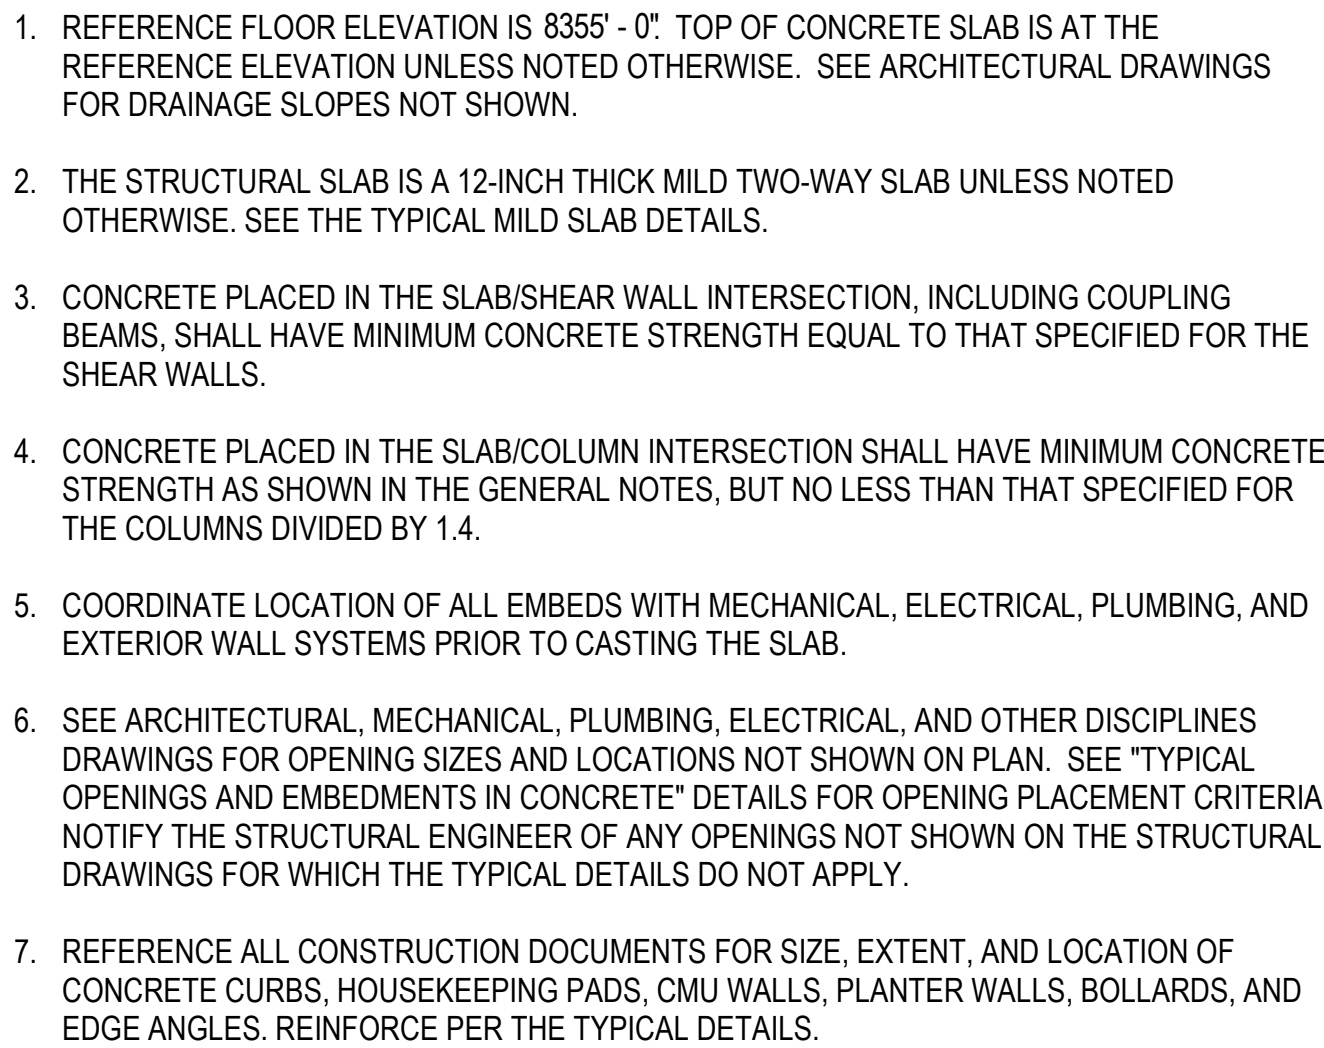 1. REFERENCE FLOOR ELEVATION IS 8355' - 0". TOP OF CONCRETE SLAB IS AT THE
REFERENCE ELEVATION UNLESS NOTED OTHERWISE. SEE ARCHITECTURAL DRAWINGS
FOR DRAINAGE SLOPES NOT SHOWN.
2. THE STRUCTURAL SLAB IS A 12-INCH THICK MILD TWO-WAY SLAB UNLESS NOTED
OTHERWISE. SEE THE TYPICAL MILD SLAB DETAILS.
3. CONCRETE PLACED IN THE SLAB/SHEAR WALL INTERSECTION, INCLUDING COUPLING
BEAMS, SHALL HAVE MINIMUM CONCRETE STRENGTH EQUAL TO THAT SPECIFIED FOR THE
SHEAR WALLS.
4. CONCRETE PLACED IN THE SLAB/COLUMN INTERSECTION SHALL HAVE MINIMUM CONCRETE
STRENGTH AS SHOWN IN THE GENERAL NOTES, BUT NO LESS THAN THAT SPECIFIED FOR
THE COLUMNS DIVIDED BY 1.4.
5. COORDINATE LOCATION OF ALL EMBEDS WITH MECHANICAL, ELECTRICAL, PLUMBING, AND
EXTERIOR WALL SYSTEMS PRIOR TO CASTING THE SLAB.
6. SEE ARCHITECTURAL, MECHANICAL, PLUMBING, ELECTRICAL, AND OTHER DISCIPLINES
DRAWINGS FOR OPENING SIZES AND LOCATIONS NOT SHOWN ON PLAN. SEE "TYPICAL
OPENINGS AND EMBEDMENTS IN CONCRETE" DETAILS FOR OPENING PLACEMENT CRITERIA
NOTIFY THE STRUCTURAL ENGINEER OF ANY OPENINGS NOT SHOWN ON THE STRUCTURAL
DRAWINGS FOR WHICH THE TYPICAL DETAILS DO NOT APPLY.
7. REFERENCE ALL CONSTRUCTION DOCUMENTS FOR SIZE, EXTENT, AND LOCATION OF
CONCRETE CURBS, HOUSEKEEPING PADS, CMU WALLS, PLANTER WALLS, BOLLARDS, AND
EDGE ANGLES. REINFORCE PER THE TYPICAL DETAILS.